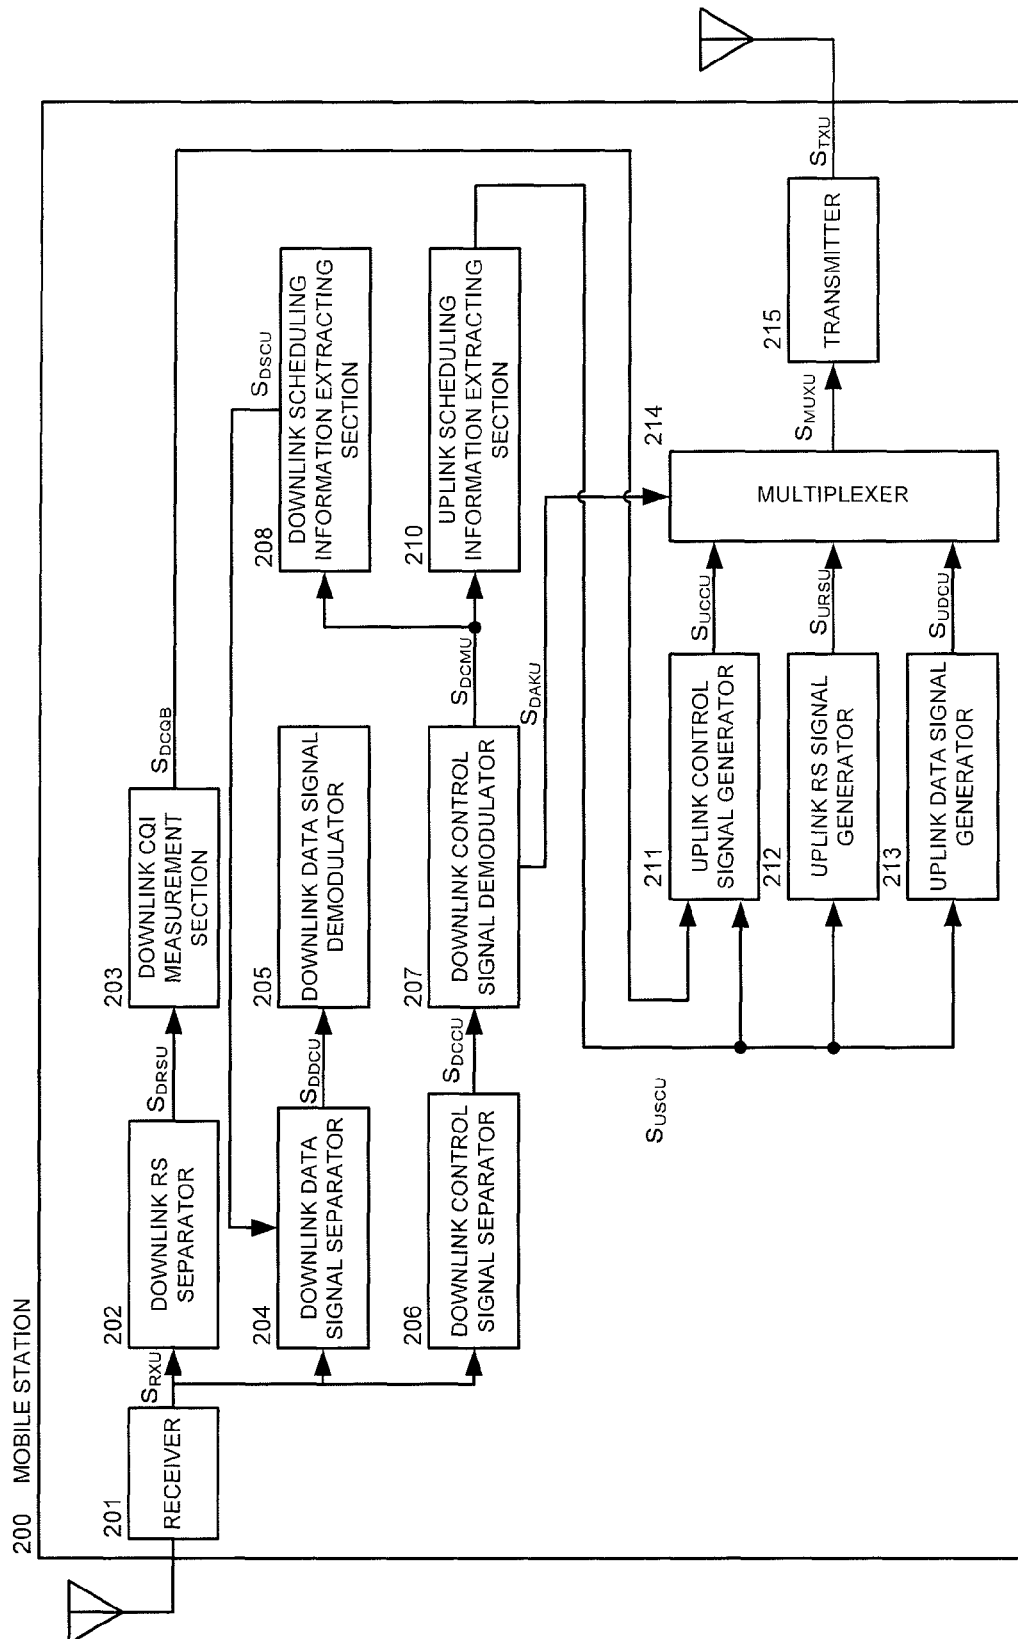 200 MOBILE STATION
201
RECEIVER
SRXU
202
DOWNLINK RS
SEPARATOR
SDRSU
203
DOWNLINK CQI
MEASUREMENT
SECTION
SDCQB
204
DOWNLINK DATA
SIGNAL SEPARATOR
SDDCU
205
DOWNLINK DATA SIGNAL
DEMODULATOR
206
DOWNLINK CONTROL
SIGNAL SEPARATOR
SDCCU
207
DOWNLINK CONTROL
SIGNAL DEMODULATOR
SDCMU
SDAKU
208
DOWNLINK SCHEDULING
INFORMATION EXTRACTING
SECTION
SDSCU
210
UPLINK SCHEDULING
INFORMATION EXTRACTING
SECTION
SUSCU
211
UPLINK CONTROL
SIGNAL GENERATOR
SUCCU
212
UPLINK RS SIGNAL
GENERATOR
SURSU
213
UPLINK DATA SIGNAL
GENERATOR
SUDCU
214
MULTIPLEXER
SMUXU
215
TRANSMITTER
STXU